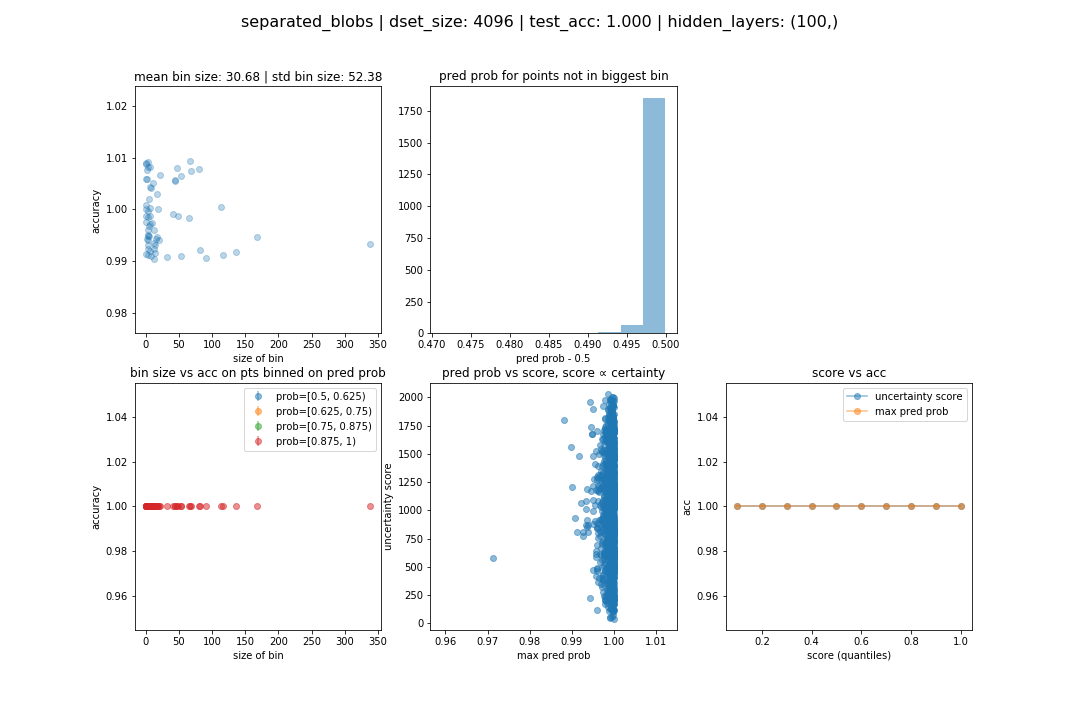 separated_blobs | dset_size: 4096 | test_acc: 1.000 | hidden_layers: (100,)
mean bin size: 30.68 | std bin size: 52.38
1.02
1.01
1.00
0.99
0.98
accuracy
0 50 100 150 200 250 300 350
size of bin
pred prob for points not in biggest bin
1750
1500
1250
1000
750
500
250
0
0.470 0.475 0.480 0.485 0.490 0.495 0.500
pred prob - 0.5
bin size vs acc on pts binned on pred prob
prob=[0.5, 0.625)
prob=[0.625, 0.75)
prob=[0.75, 0.875)
prob=[0.875, 1)
1.04
1.02
1.00
0.98
0.96
accuracy
0 50 100 150 200 250 300 350
size of bin
pred prob vs score, score ∝ certainty
2000
1750
1500
1250
1000
750
500
250
0
uncertainty score
0.96 0.97 0.98 0.99 1.00 1.01
max pred prob
score vs acc
uncertainty score
max pred prob
1.04
1.02
1.00
0.98
0.96
acc
0.2 0.4 0.6 0.8 1.0
score (quantiles)